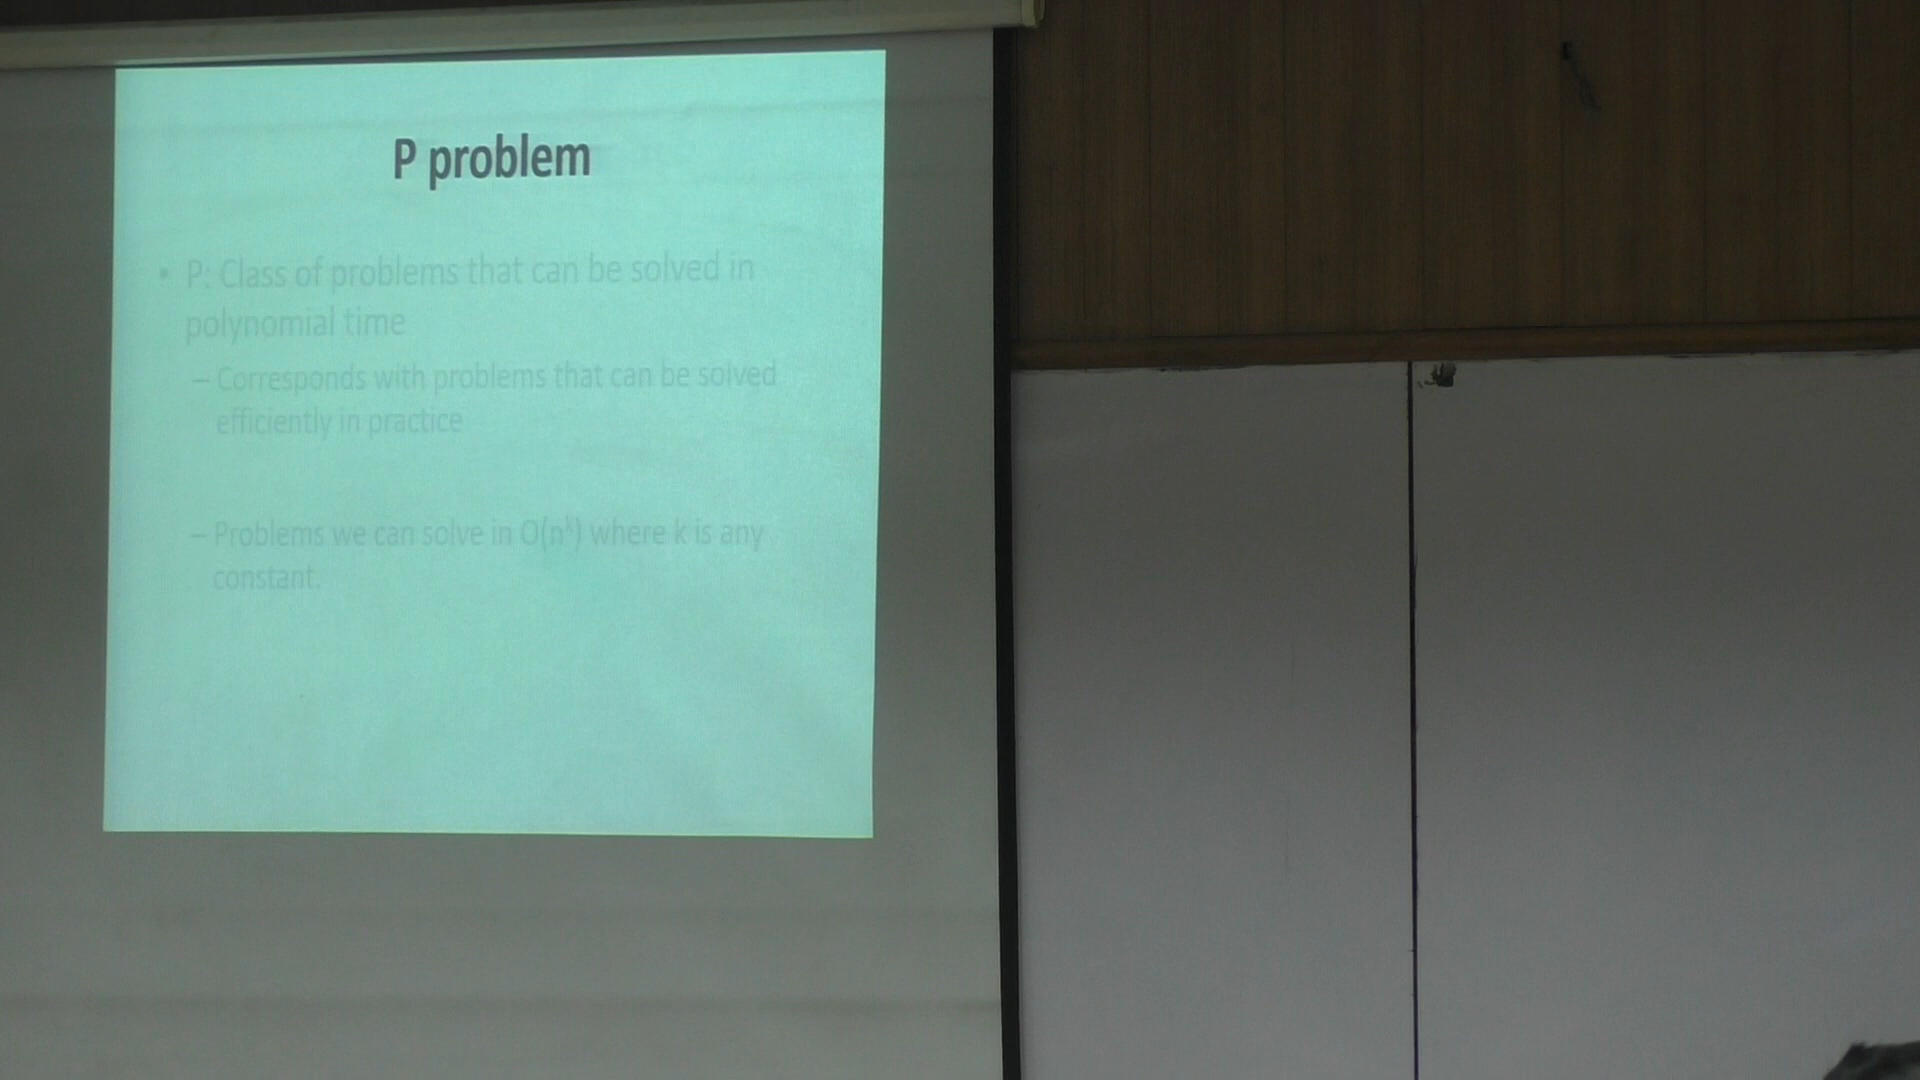 P problem
• P: Class of problems that can be solved in
polynomial time
– Corresponds with problems that can be solved
efficiently in practice
– Problems we can solve in O(nᵏ) where k is any
constant.